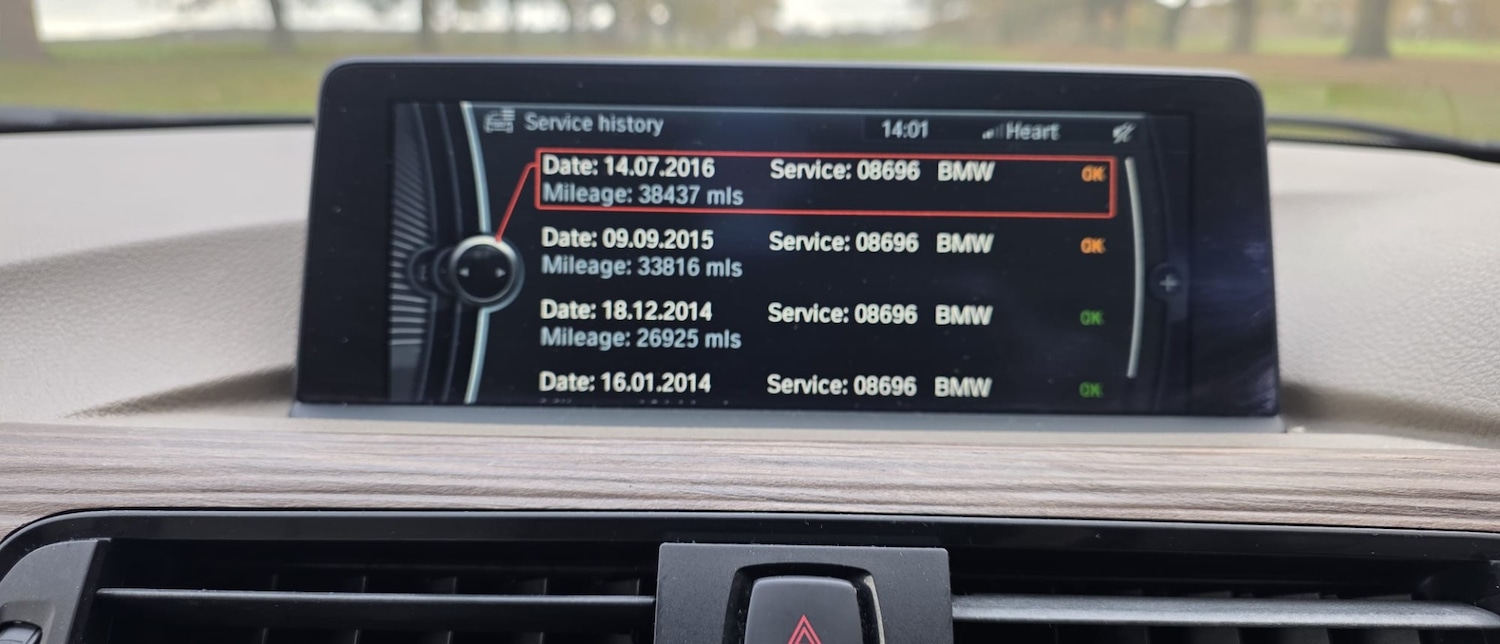 Service history 14:01 Heart
Date: 14.07.2016 Service: 08696 BMW OK
Mileage: 38437 mls
Date: 09.09.2015 Service: 08696 BMW OK
Mileage: 33816 mls
Date: 18.12.2014 Service: 08696 BMW OK
Mileage: 26925 mls
Date: 16.01.2014 Service: 08696 BMW OK